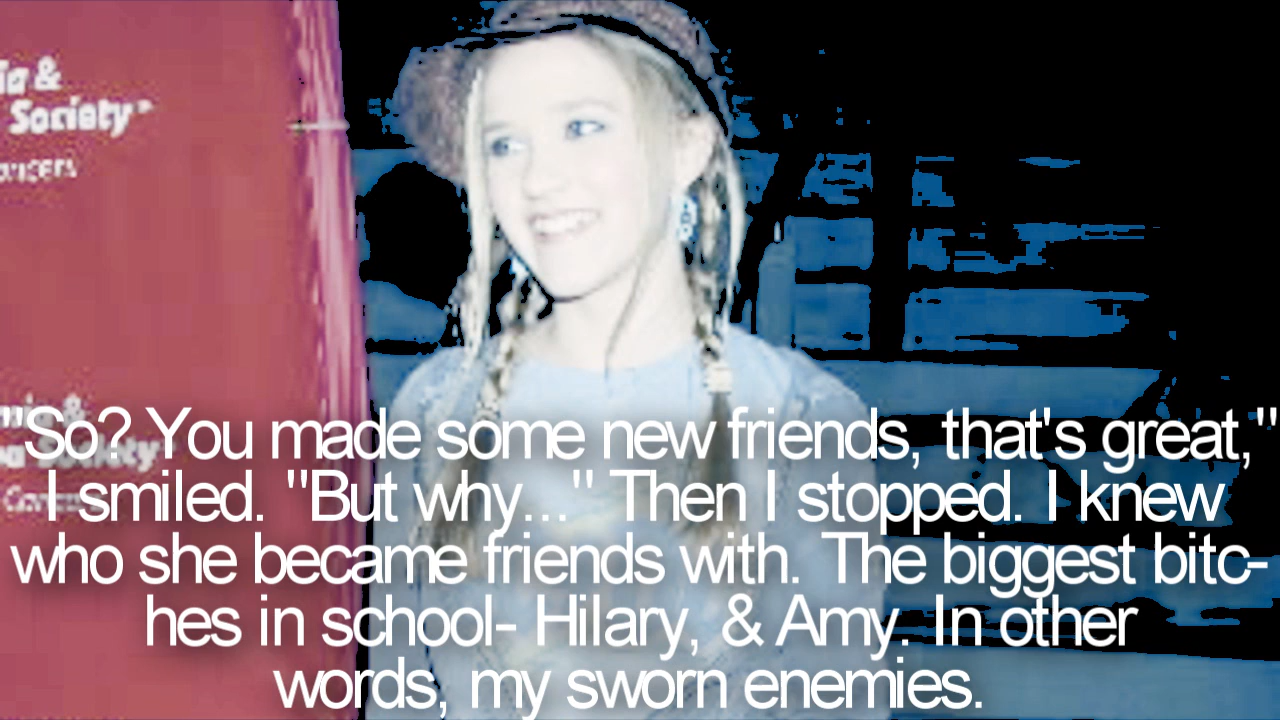 ia &
Society"
"So? You made some new friends, that's great,"
I smiled. "But why..." Then I stopped. I knew
who she became friends with. The biggest bitc-
hes in school- Hilary, & Amy. In other
words, my sworn enemies.